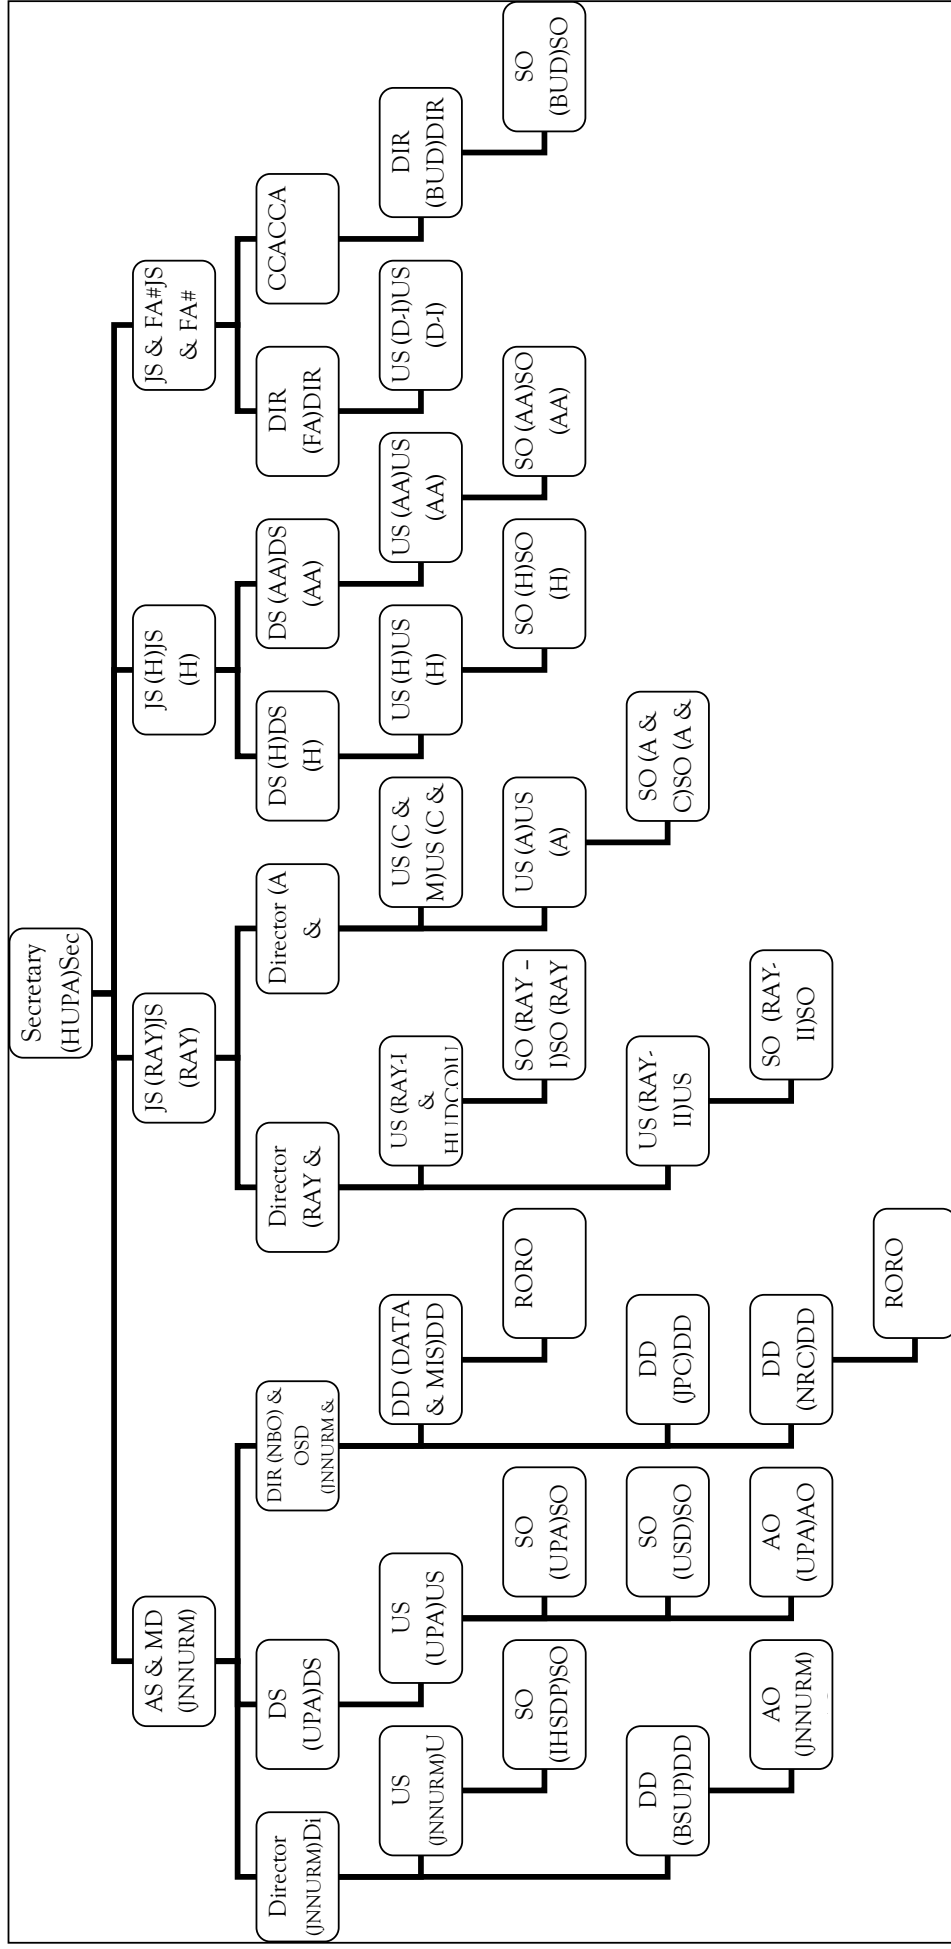 Secretary
(HUPA)Sec
AS & MD
(JNNURM)
JS (RAY)JS
(RAY)
JS (H)JS
(H)
JS & FA#JS
& FA#
Director
(JNNURM)Di
DS
(UPA)DS
DIR (NBO) &
OSD
(JNNURM &
Director
(RAY &
Director (A
&
DS (H)DS
(H)
DS (AA)DS
(AA)
DIR
(FA)DIR
CCACCA
US
(JNNURM)U
US
(UPA)US
DD (DATA
& MIS)DD
US (RAY-I
&
HUDCO)U
US (C &
M)US (C &
US (H)US
(H)
US (AA)US
(AA)
US (D-I)US
(D-I)
DIR
(BUD)DIR
SO
(IHSDP)SO
SO
(UPA)SO
RORO
SO (RAY –
I)SO (RAY
US (A)US
(A)
SO (H)SO
(H)
SO (AA)SO
(AA)
SO
(BUD)SO
DD
(BSUP)DD
SO
(USD)SO
DD
(JPC)DD
US (RAY-
II)US
SO (A &
C)SO (A &
AO
(JNNURM)
AO
(UPA)AO
DD
(NRC)DD
SO (RAY-
II)SO
RORO